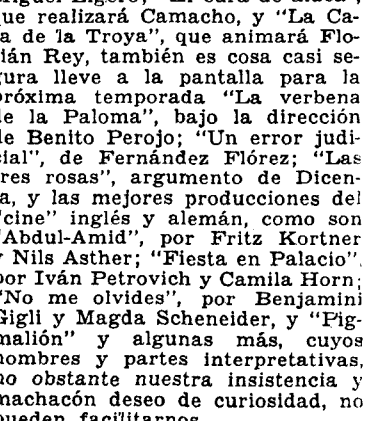 que realizará Camacho, y "La Ca-
a de la Troya", que animará Flo-
ián Rey, también es cosa casi se-
ura lleve a la pantalla para la
próxima temporada "La verbena
de la Paloma", bajo la dirección
de Benito Perojo; "Un error judi-
cial", de Fernández Flórez; "Las
res rosas", argumento de Dicen-
a, y las mejores producciones del
"cine" inglés y alemán, como son
"Abdul-Amid", por Fritz Kortner
y Nils Asther; "Fiesta en Palacio",
por Iván Petrovich y Camila Horn;
"No me olvides", por Benjamini
Gigli y Magda Scheneider, y "Pig-
malión" y algunas más, cuyos
nombres y partes interpretativas,
no obstante nuestra insistencia y
machacón deseo de curiosidad, no
pueden facilitarnos